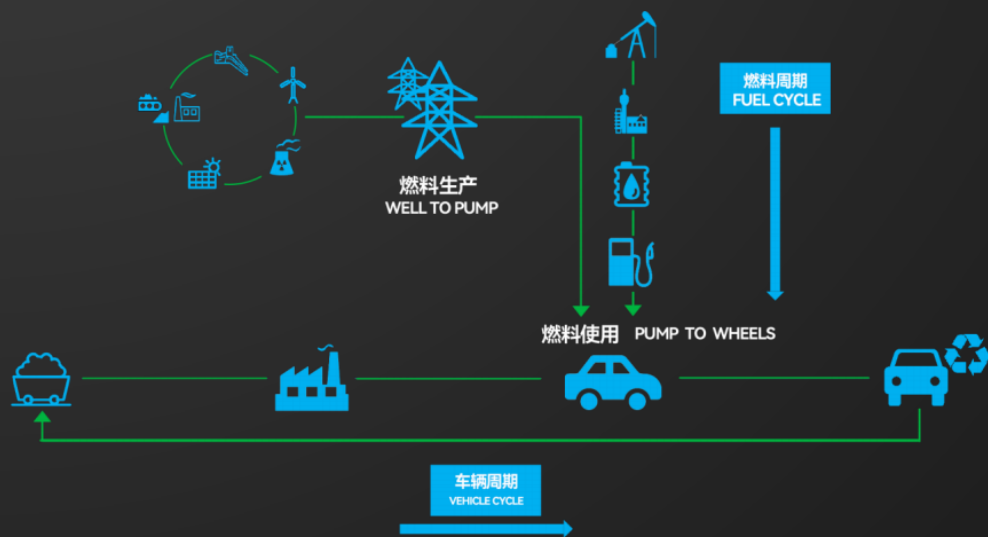 燃料周期
FUEL CYCLE
燃料生产
WELL TO PUMP
燃料使用 PUMP TO WHEELS
车辆周期
VEHICLE CYCLE